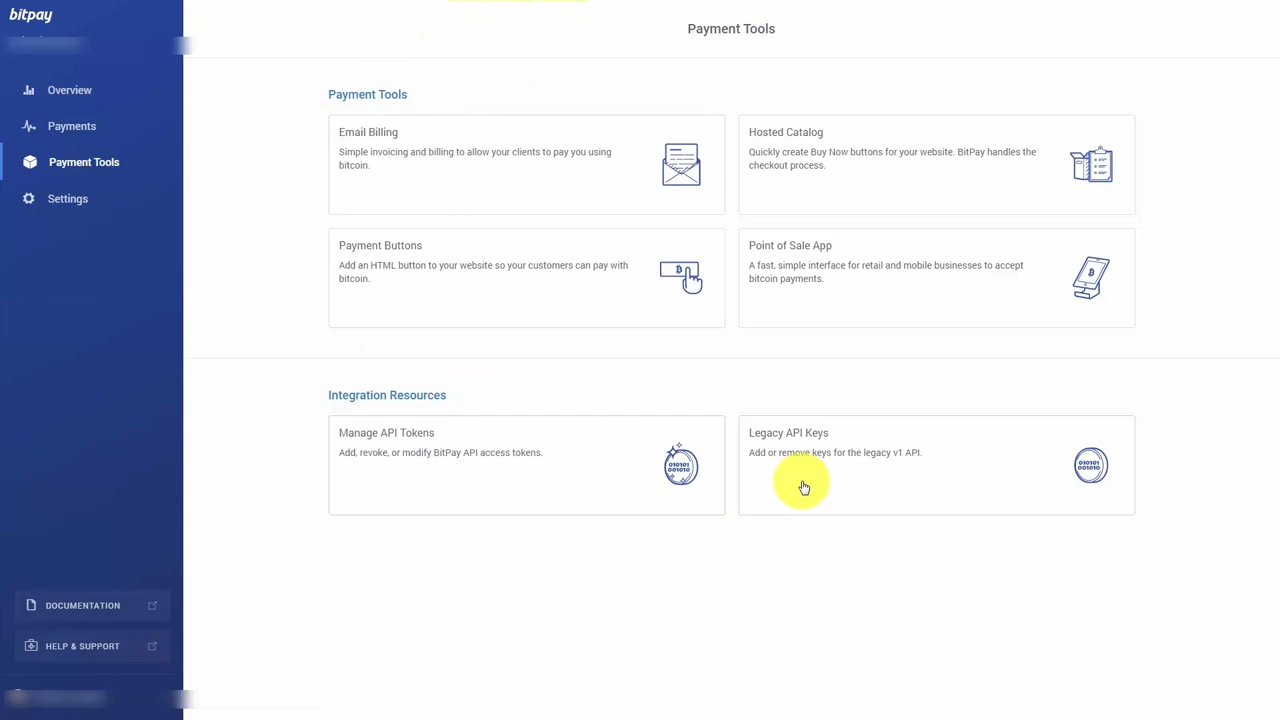 bitpay
Overview
Payments
Payment Tools
Settings
DOCUMENTATION
HELP & SUPPORT
Payment Tools
Payment Tools
Email Billing
Simple invoicing and billing to allow your clients to pay you using
bitcoin.
Hosted Catalog
Quickly create Buy Now buttons for your website. BitPay handles the
checkout process.
Payment Buttons
Add an HTML button to your website so your customers can pay with
bitcoin.
Point of Sale App
A fast, simple interface for retail and mobile businesses to accept
bitcoin payments.
Integration Resources
Manage API Tokens
Add, revoke, or modify BitPay API access tokens.
010101
001010
Legacy API Keys
Add or remove keys for the legacy v1 API.
010101
001010